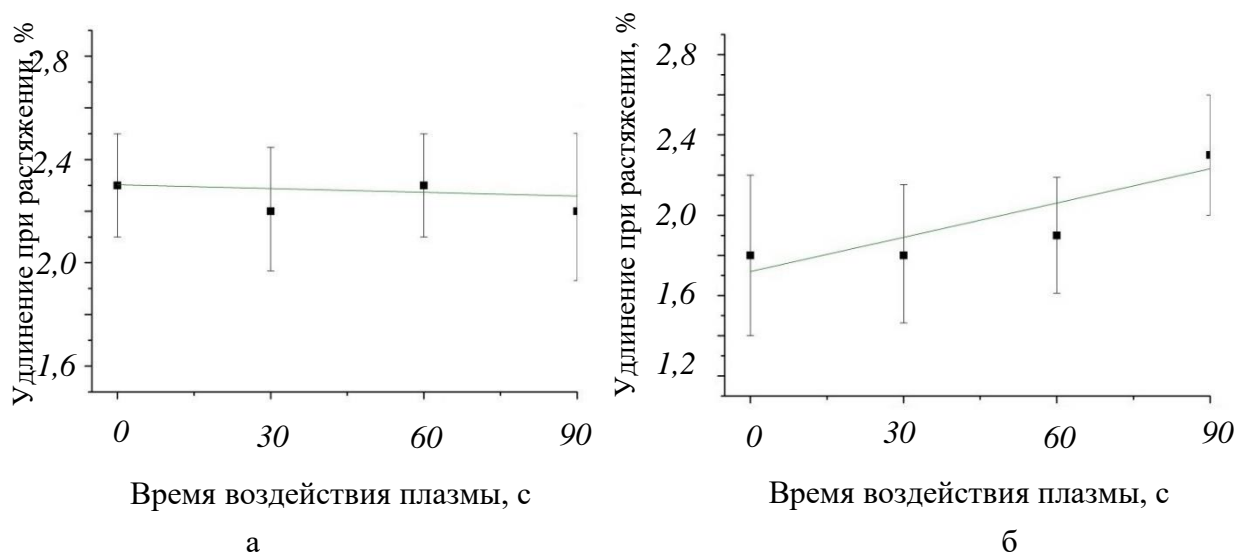 Удлинение при растяжении, %
2,8
2,4
2,0
1,6
0 30 60 90
Время воздействия плазмы, с
а
Удлинение при растяжении, %
2,8
2,4
2,0
1,6
1,2
0 30 60 90
Время воздействия плазмы, с
б